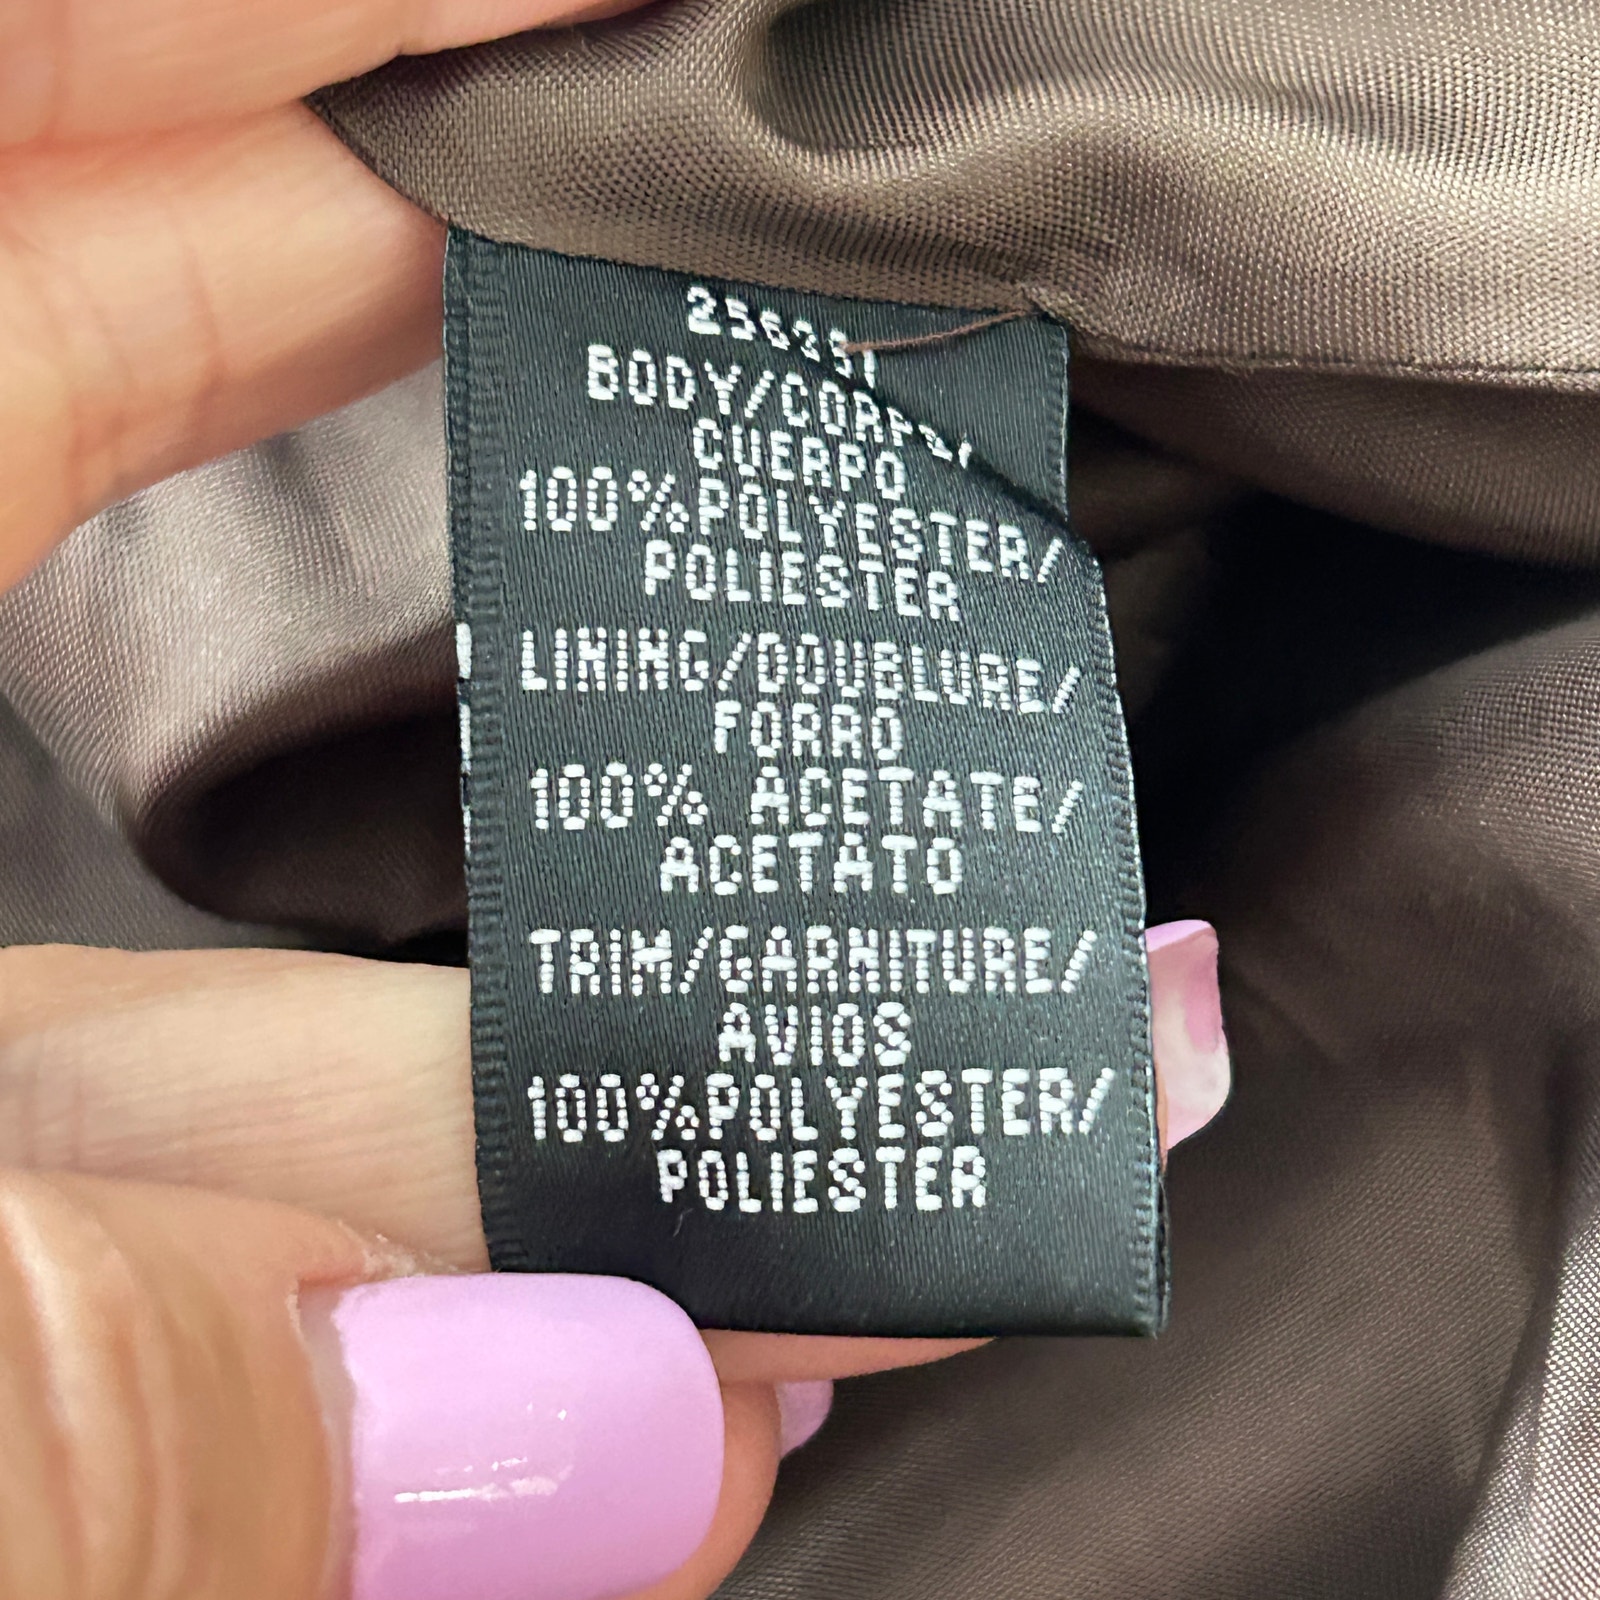 256351
BODY/CORPS/
CUERPO
100%POLYESTER/
POLIESTER
LINING/DOUBLURE/
FORRO
100% ACETATE/
ACETATO
TRIM/GARNITURE/
AVIOS
100%POLYESTER/
POLIESTER